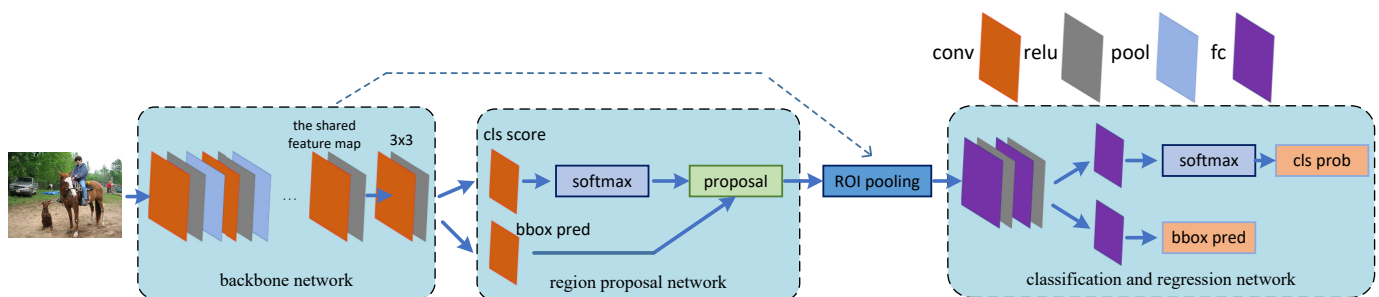 conv relu pool fc
the shared
feature map
3x3
...
backbone network
cls score
softmax
proposal
bbox pred
region proposal network
ROI pooling
softmax
cls prob
bbox pred
classification and regression network